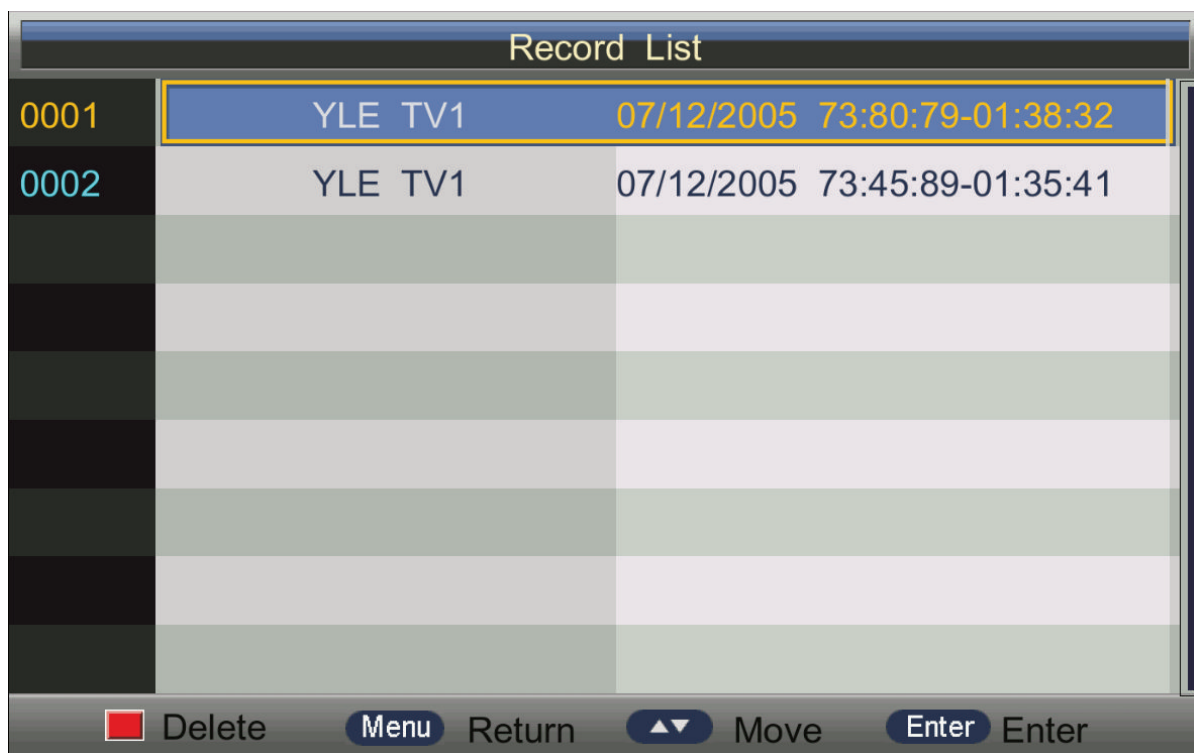 Record List
0001 YLE TV1 07/12/2005 73:80:79-01:38:32
0002 YLE TV1 07/12/2005 73:45:89-01:35:41
Delete Menu Return ▲▼ Move Enter Enter